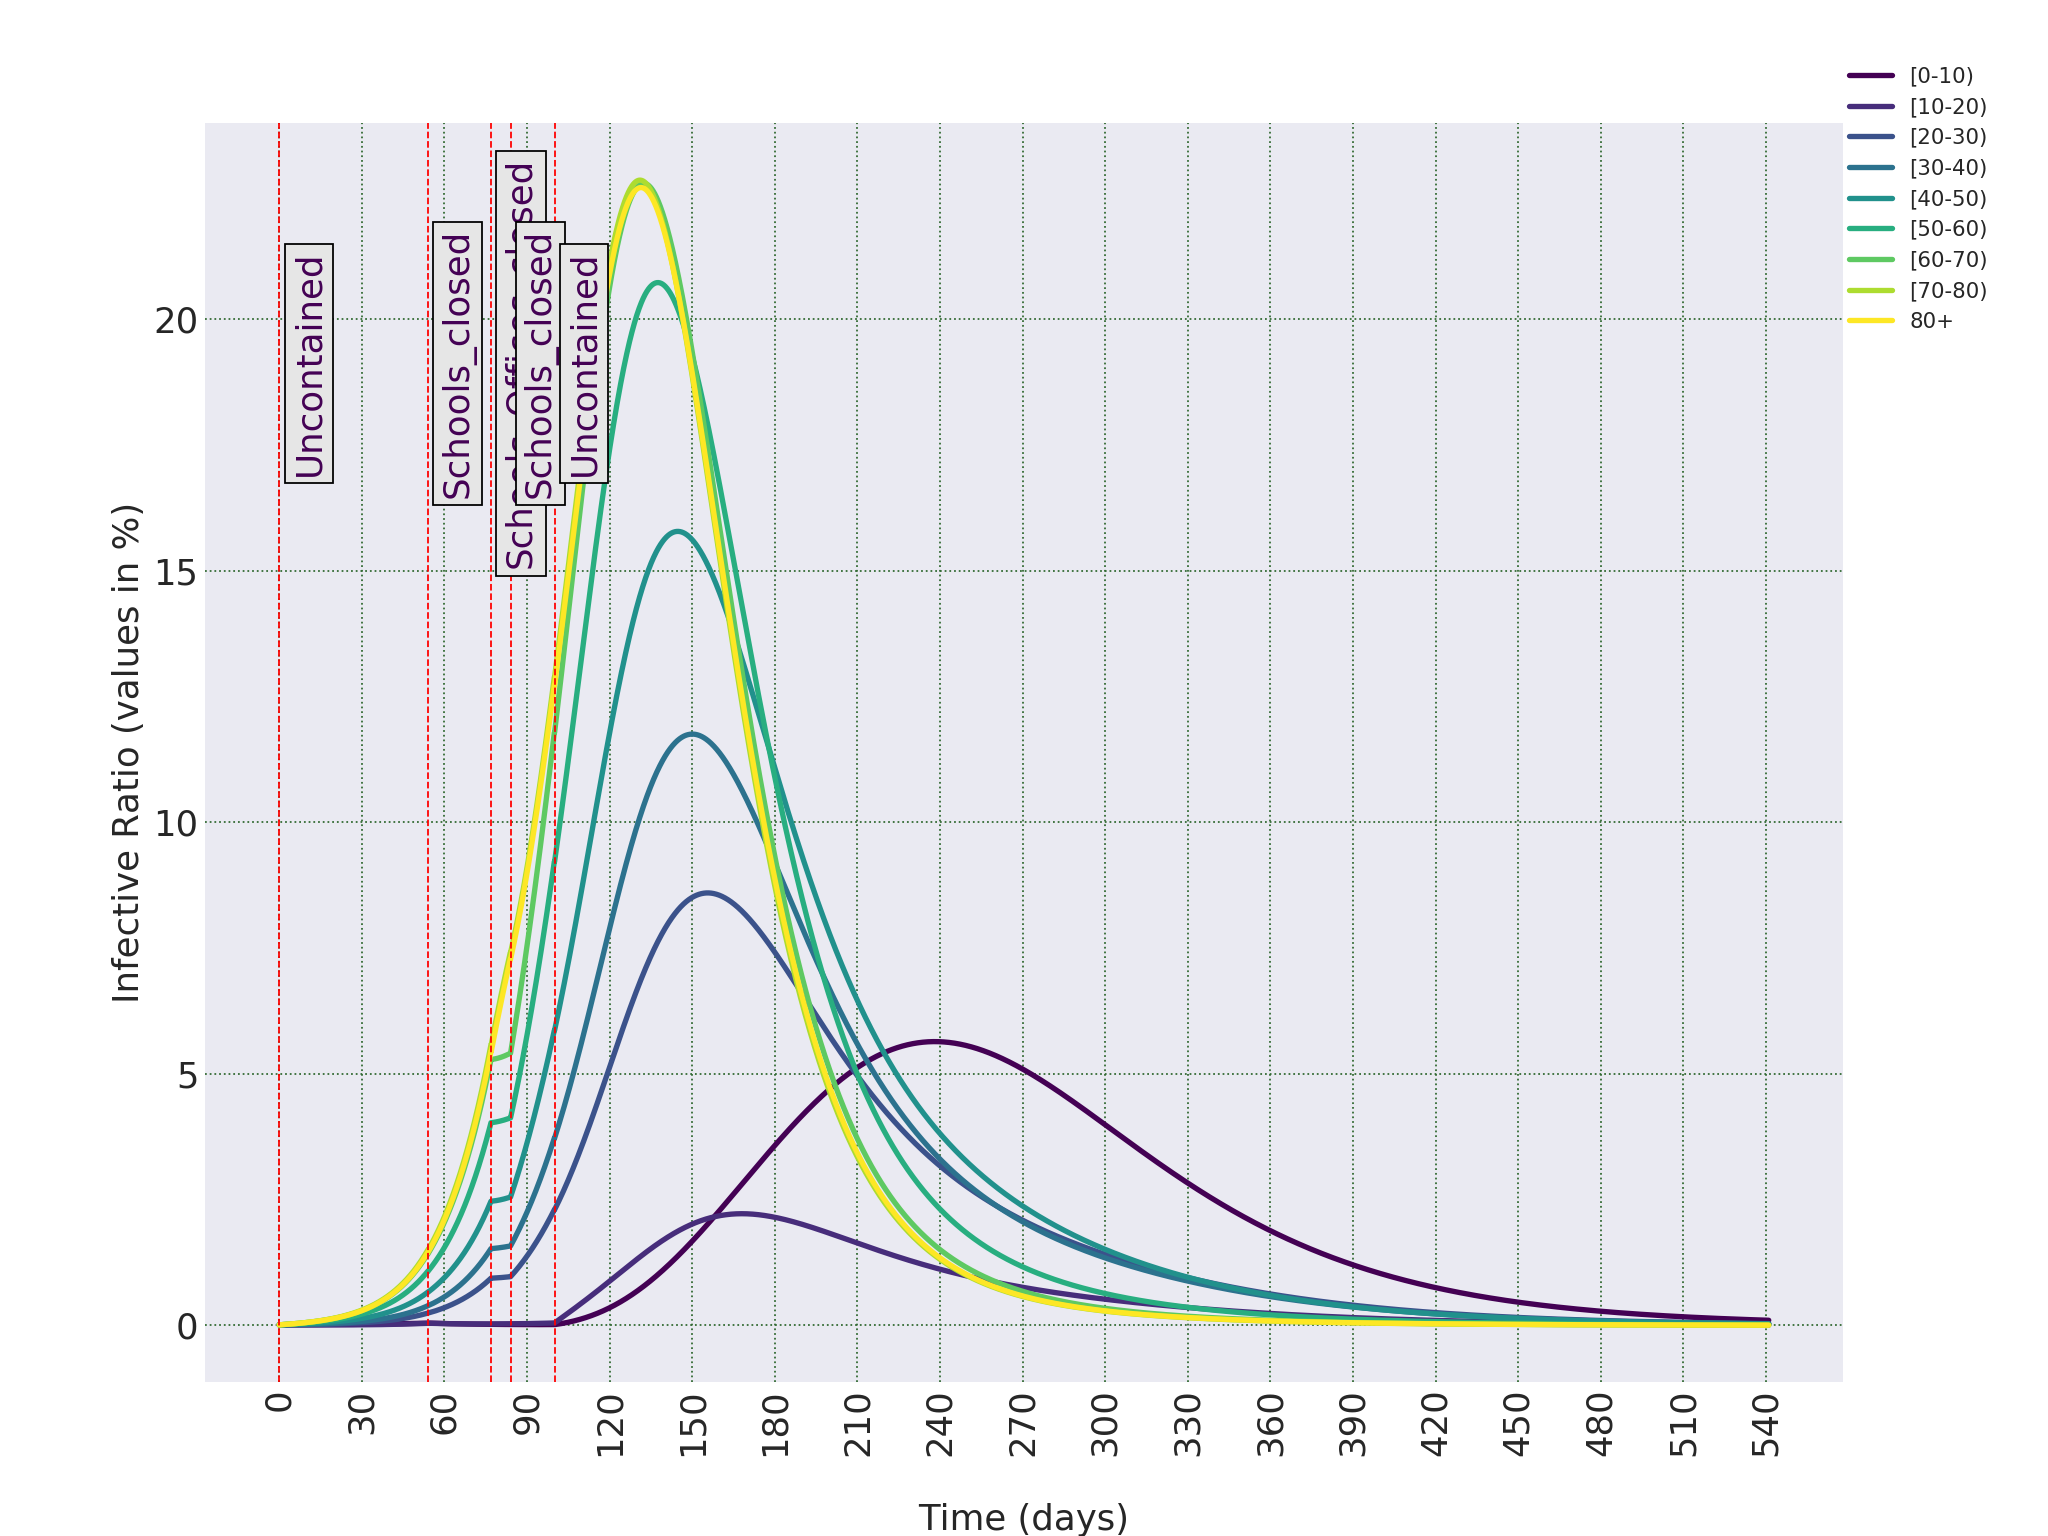 [0-10)
[10-20)
[20-30)
[30-40)
[40-50)
[50-60)
[60-70)
[70-80)
80+
Uncontained
Schools_closed
Schools_closed
Uncontained
Infective Ratio (values in %)
20
15
10
5
0
0 30 60 90 120 150 180 210 240 270 300 330 360 390 420 450 480 510 540
Time (days)